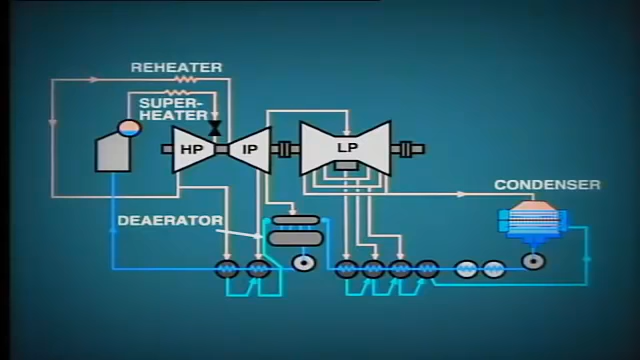 REHEATER
SUPER-
HEATER
HP
IP
LP
CONDENSER
DEAERATOR